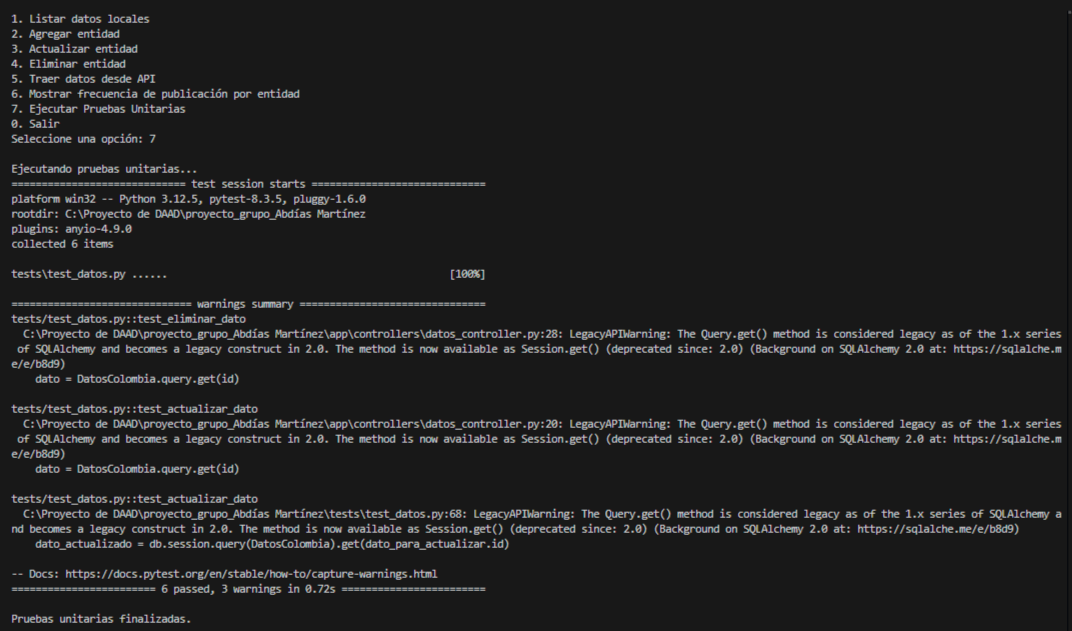 1. Listar datos locales
2. Agregar entidad
3. Actualizar entidad
4. Eliminar entidad
5. Traer datos desde API
6. Mostrar frecuencia de publicación por entidad
7. Ejecutar Pruebas Unitarias
0. Salir
Seleccione una opción: 7
Ejecutando pruebas unitarias...
============================= test session starts =============================
platform win32 -- Python 3.12.5, pytest-8.3.5, pluggy-1.6.0
rootdir: C:\Proyecto de DAAD\proyecto_grupo_Abdías Martínez
plugins: anyio-4.9.0
collected 6 items
tests\test_datos.py ...... [100%]
============================== warnings summary ===============================
tests/test_datos.py::test_eliminar_dato
C:\Proyecto de DAAD\proyecto_grupo_Abdías Martínez\app\controllers\datos_controller.py:28: LegacyAPIWarning: The Query.get() method is considered legacy as of the 1.x series
of SQLAlchemy and becomes a legacy construct in 2.0. The method is now available as Session.get() (deprecated since: 2.0) (Background on SQLAlchemy 2.0 at: https://sqlalche.m
e/e/b8d9)
dato = DatosColombia.query.get(id)
tests/test_datos.py::test_actualizar_dato
C:\Proyecto de DAAD\proyecto_grupo_Abdías Martínez\app\controllers\datos_controller.py:20: LegacyAPIWarning: The Query.get() method is considered legacy as of the 1.x series
of SQLAlchemy and becomes a legacy construct in 2.0. The method is now available as Session.get() (deprecated since: 2.0) (Background on SQLAlchemy 2.0 at: https://sqlalche.m
e/e/b8d9)
dato = DatosColombia.query.get(id)
tests/test_datos.py::test_actualizar_dato
C:\Proyecto de DAAD\proyecto_grupo_Abdías Martínez\tests\test_datos.py:68: LegacyAPIWarning: The Query.get() method is considered legacy as of the 1.x series of SQLAlchemy a
nd becomes a legacy construct in 2.0. The method is now available as Session.get() (deprecated since: 2.0) (Background on SQLAlchemy 2.0 at: https://sqlalche.me/e/b8d9)
dato_actualizado = db.session.query(DatosColombia).get(dato_para_actualizar.id)
-- Docs: https://docs.pytest.org/en/stable/how-to/capture-warnings.html
======================== 6 passed, 3 warnings in 0.72s ========================
Pruebas unitarias finalizadas.